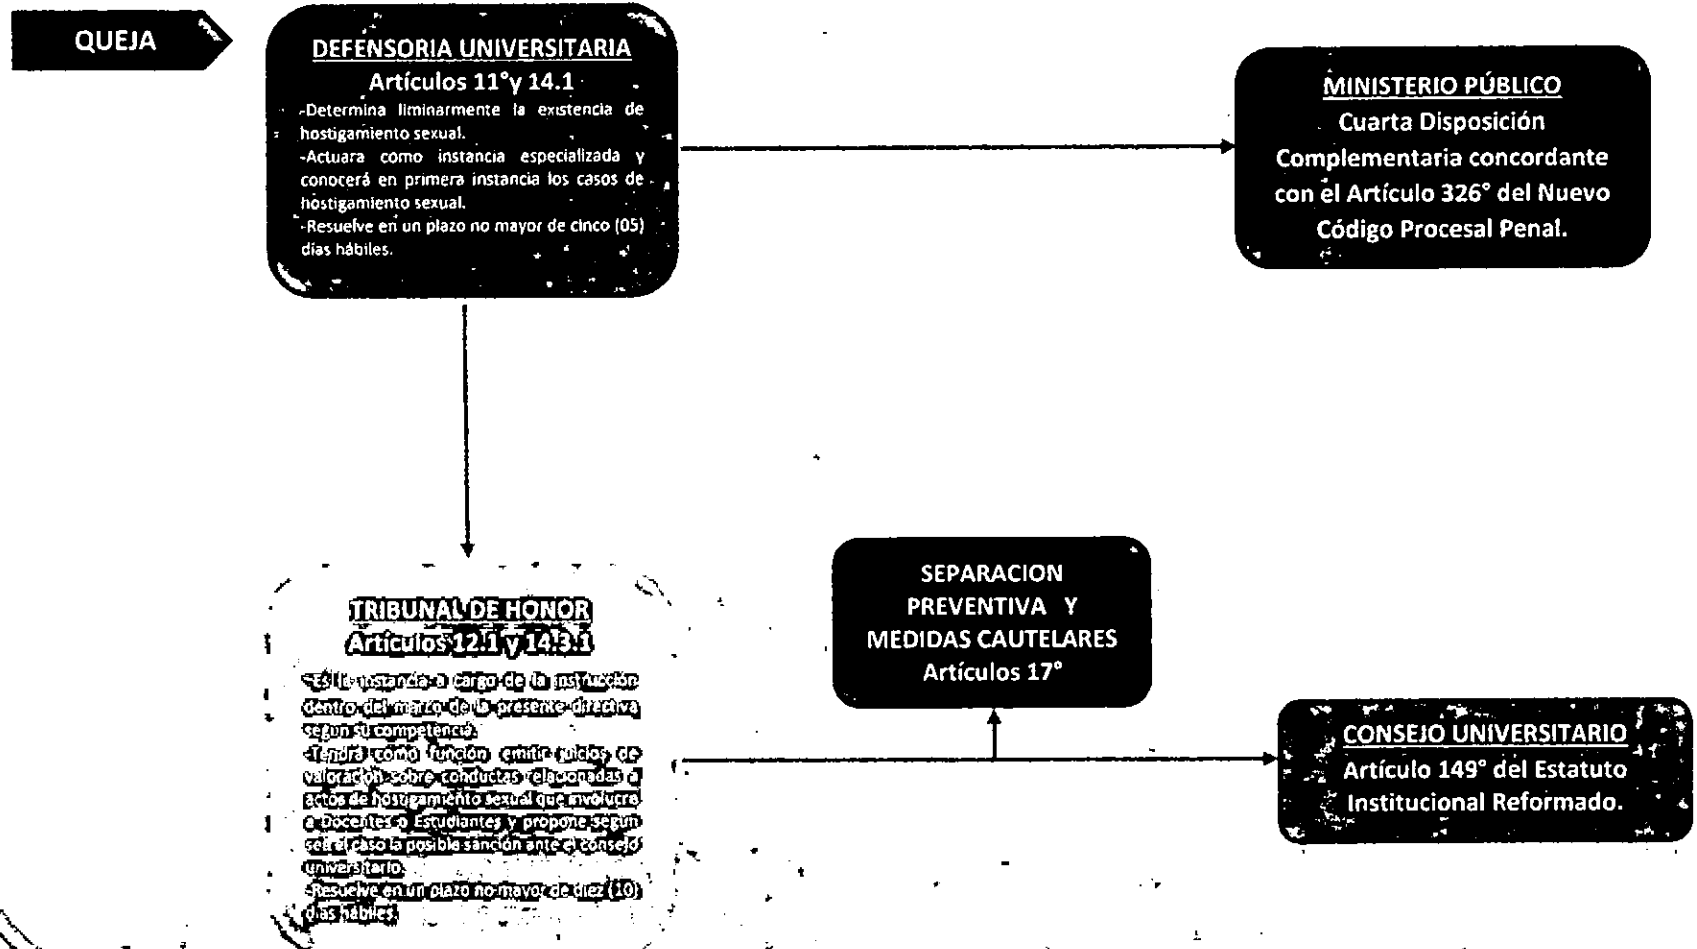 QUEJA
DEFENSORIA UNIVERSITARIA
Artículos 11°y 14.1
-Determina liminarmente la existencia de
hostigamiento sexual.
-Actuara como instancia especializada y
conocerá en primera instancia los casos de
hostigamiento sexual.
-Resuelve en un plazo no mayor de cinco (05)
días hábiles.
MINISTERIO PÚBLICO
Cuarta Disposición
Complementaria concordante
con el Artículo 326° del Nuevo
Código Procesal Penal.
TRIBUNAL DE HONOR
Artículos 12.1 y 14.3.1
-Es la instancia a cargo de la instrucción
dentro del marco de la presente directiva
según su competencia.
-Tendrá como función emitir juicios de
valoración sobre conductas relacionadas a
actos de hostigamiento sexual que involucre
a Docentes o Estudiantes y propone según
sea el caso la posible sanción ante el consejo
universitario.
-Resuelve en un plazo no mayor de diez (10)
días hábiles.
SEPARACION
PREVENTIVA Y
MEDIDAS CAUTELARES
Artículos 17°
CONSEJO UNIVERSITARIO
Artículo 149° del Estatuto
Institucional Reformado.